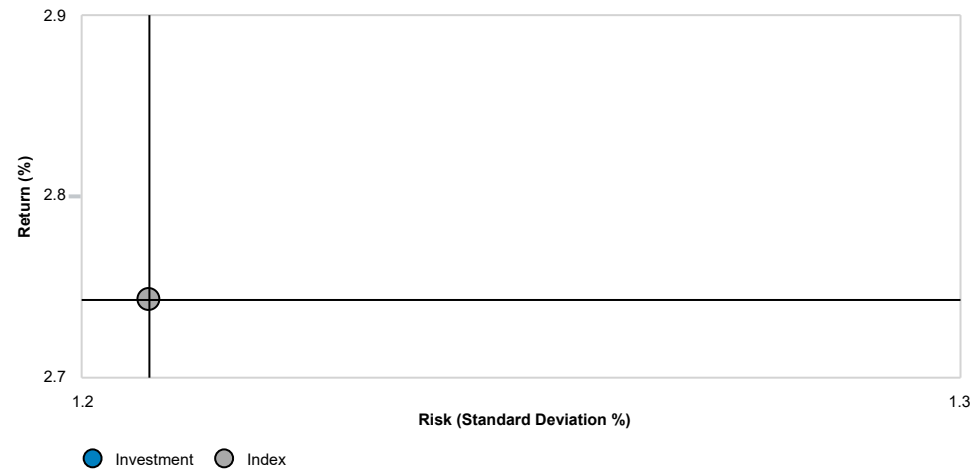 2.9
Return (%)
2.8
2.7
1.2
1.3
Risk (Standard Deviation %)
Investment
Index